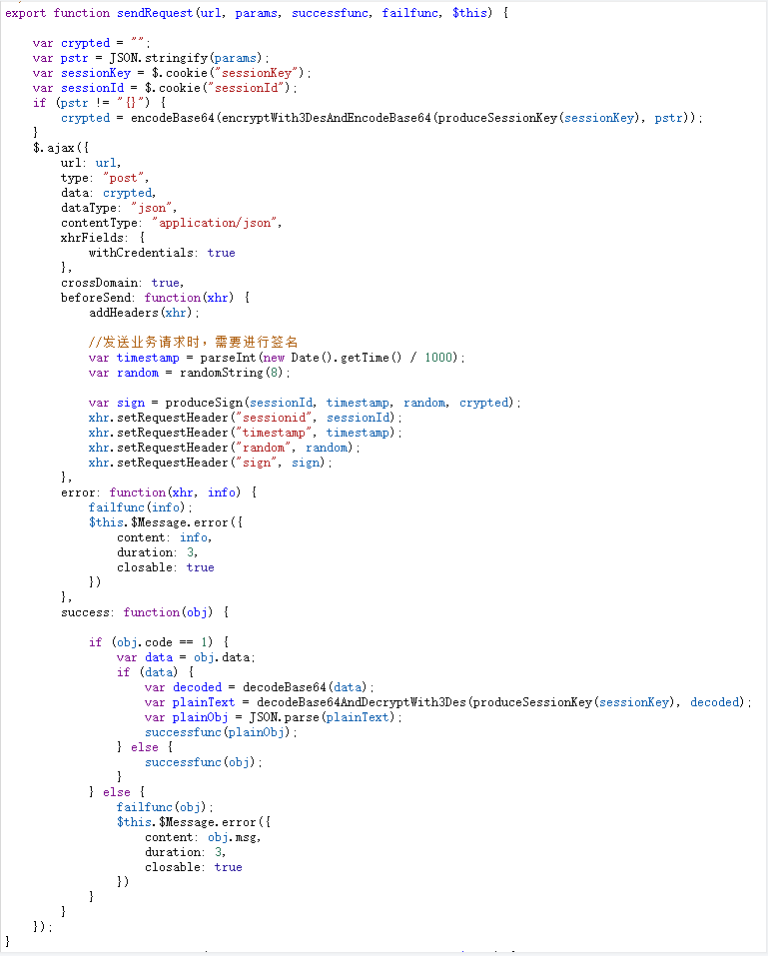 export function sendRequest(url, params, successfunc, failfunc, $this) {
var crypted = "";
var pstr = JSON.stringify(params);
var sessionKey = $.cookie("sessionKey");
var sessionId = $.cookie("sessionId");
if (pstr != "{}") {
crypted = encodeBase64(encryptWith3DesAndEncodeBase64(produceSessionKey(sessionKey), pstr));
}
$.ajax({
url: url,
type: "post",
data: crypted,
dataType: "json",
contentType: "application/json",
xhrFields: {
withCredentials: true
},
crossDomain: true,
beforeSend: function(xhr) {
addHeaders(xhr);
//发送业务请求时，需要进行签名
var timestamp = parseInt(new Date().getTime() / 1000);
var random = randomString(8);
var sign = produceSign(sessionId, timestamp, random, crypted);
xhr.setRequestHeader("sessionid", sessionId);
xhr.setRequestHeader("timestamp", timestamp);
xhr.setRequestHeader("random", random);
xhr.setRequestHeader("sign", sign);
},
error: function(xhr, info) {
failfunc(info);
$this.$Message.error({
content: info,
duration: 3,
closable: true
})
},
success: function(obj) {
if (obj.code == 1) {
var data = obj.data;
if (data) {
var decoded = decodeBase64(data);
var plainText = decodeBase64AndDecryptWith3Des(produceSessionKey(sessionKey), decoded);
var plainObj = JSON.parse(plainText);
successfunc(plainObj);
} else {
successfunc(obj);
}
} else {
failfunc(obj);
$this.$Message.error({
content: obj.msg,
duration: 3,
closable: true
})
}
}
});
}